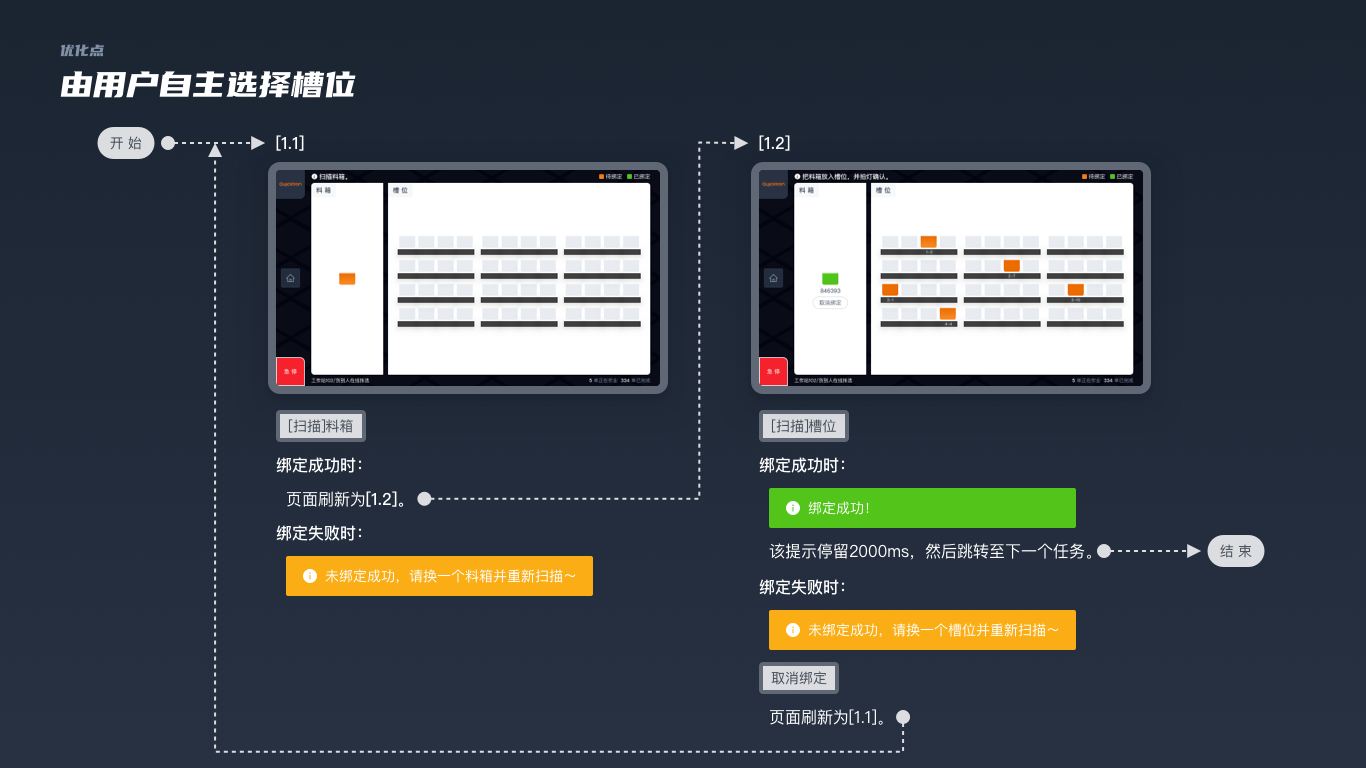 优化点
由用户自主选择槽位
开 始
[1.1]
扫描料箱。
待绑定 已绑定
料 箱
槽 位
急 停
[扫描]料箱
绑定成功时：
页面刷新为[1.2]。
绑定失败时：
未绑定成功，请换一个料箱并重新扫描～
[1.2]
把料箱放入槽位，并拍灯确认。
待绑定 已绑定
料 箱
槽 位
846393
取消绑定
急 停
[扫描]槽位
绑定成功时：
绑定成功！
该提示停留2000ms，然后跳转至下一个任务。
结 束
绑定失败时：
未绑定成功，请换一个槽位并重新扫描～
取消绑定
页面刷新为[1.1]。